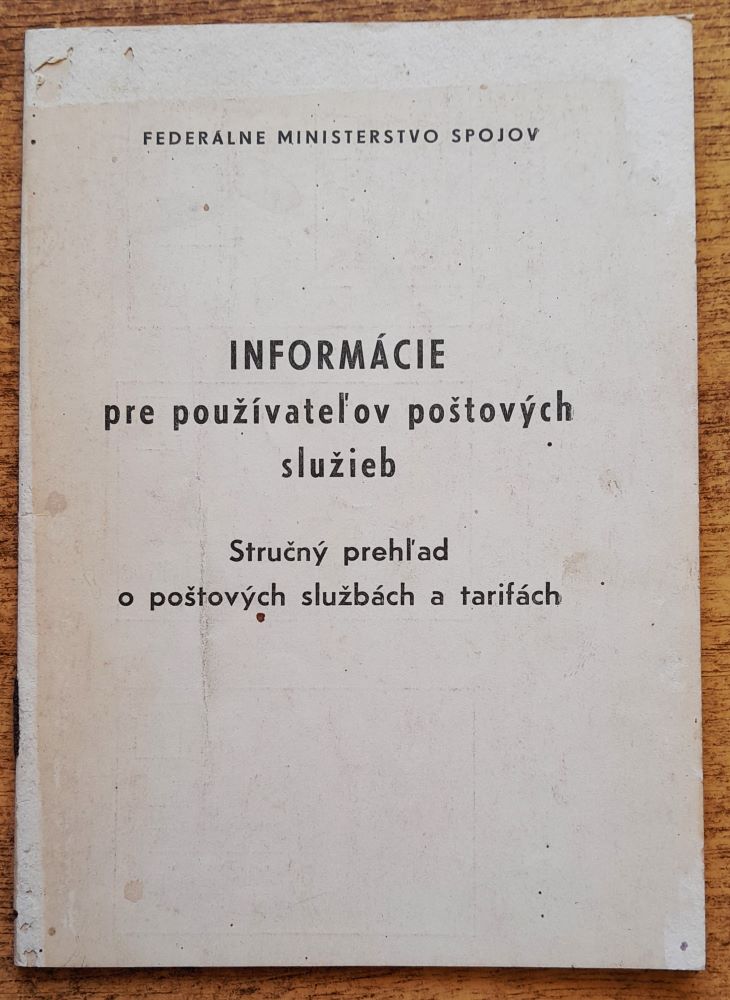 FEDERÁLNE MINISTERSTVO SPOJOV
INFORMÁCIE
pre používateľov poštových
služieb
Stručný prehľad
o poštových službách a tarifách